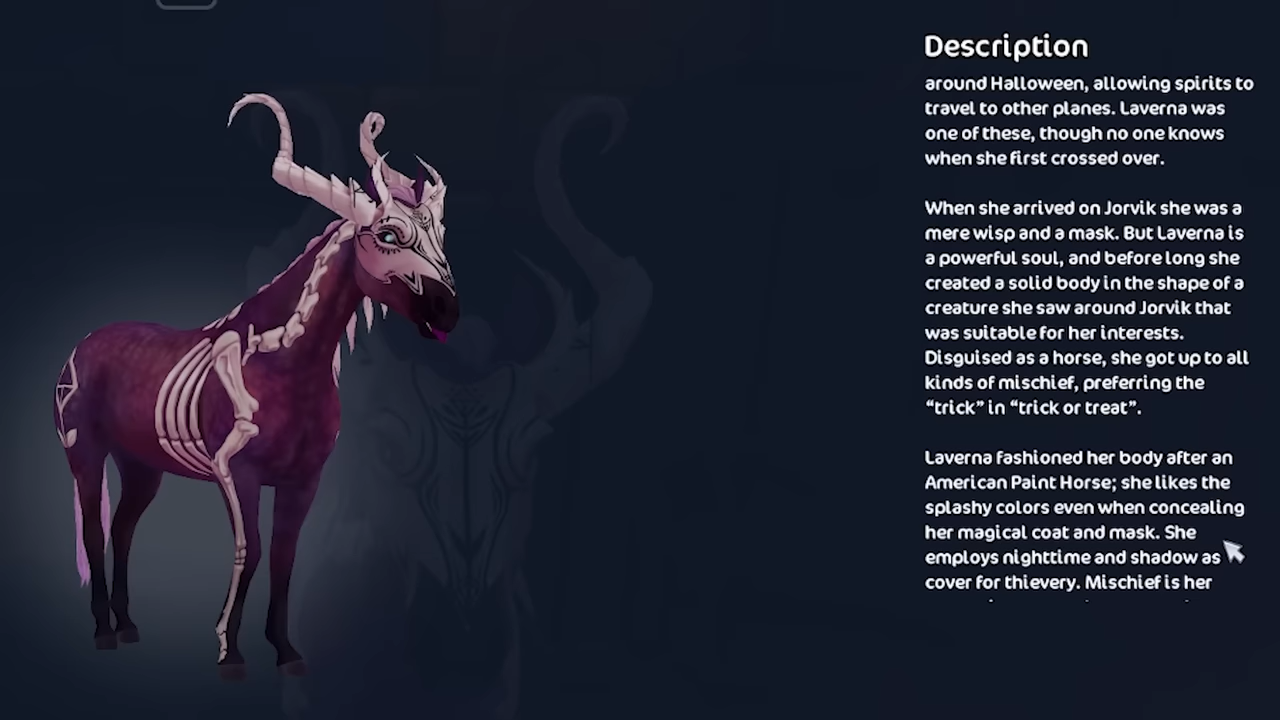 Description
around Halloween, allowing spirits to
travel to other planes. Laverna was
one of these, though no one knows
when she first crossed over.
When she arrived on Jorvik she was a
mere wisp and a mask. But Laverna is
a powerful soul, and before long she
created a solid body in the shape of a
creature she saw around Jorvik that
was suitable for her interests.
Disguised as a horse, she got up to all
kinds of mischief, preferring the
“trick” in “trick or treat”.
Laverna fashioned her body after an
American Paint Horse; she likes the
splashy colors even when concealing
her magical coat and mask. She
employs nighttime and shadow as
cover for thievery. Mischief is her